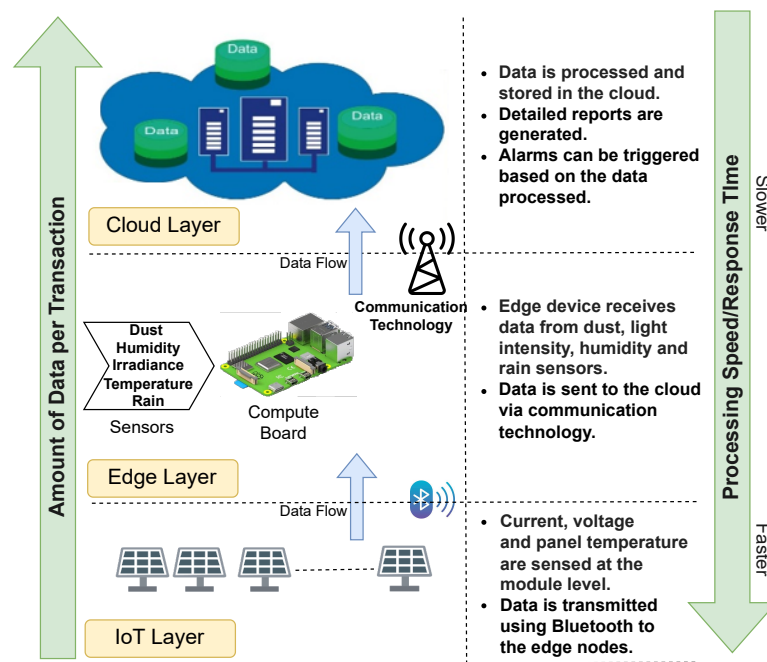 Amount of Data per Transaction
Data
Data
Data
Cloud Layer
• Data is processed and
stored in the cloud.
• Detailed reports are
generated.
• Alarms can be triggered
based on the data
processed.
Data Flow
Communication
Technology
Dust
Humidity
Irradiance
Temperature
Rain
Sensors
Compute
Board
Edge Layer
• Edge device receives
data from dust, light
intensity, humidity and
rain sensors.
• Data is sent to the cloud
via communication
technology.
Data Flow
IoT Layer
• Current, voltage
and panel temperature
are sensed at the
module level.
• Data is transmitted
using Bluetooth to
the edge nodes.
Processing Speed/Response TIme
Slower
Faster